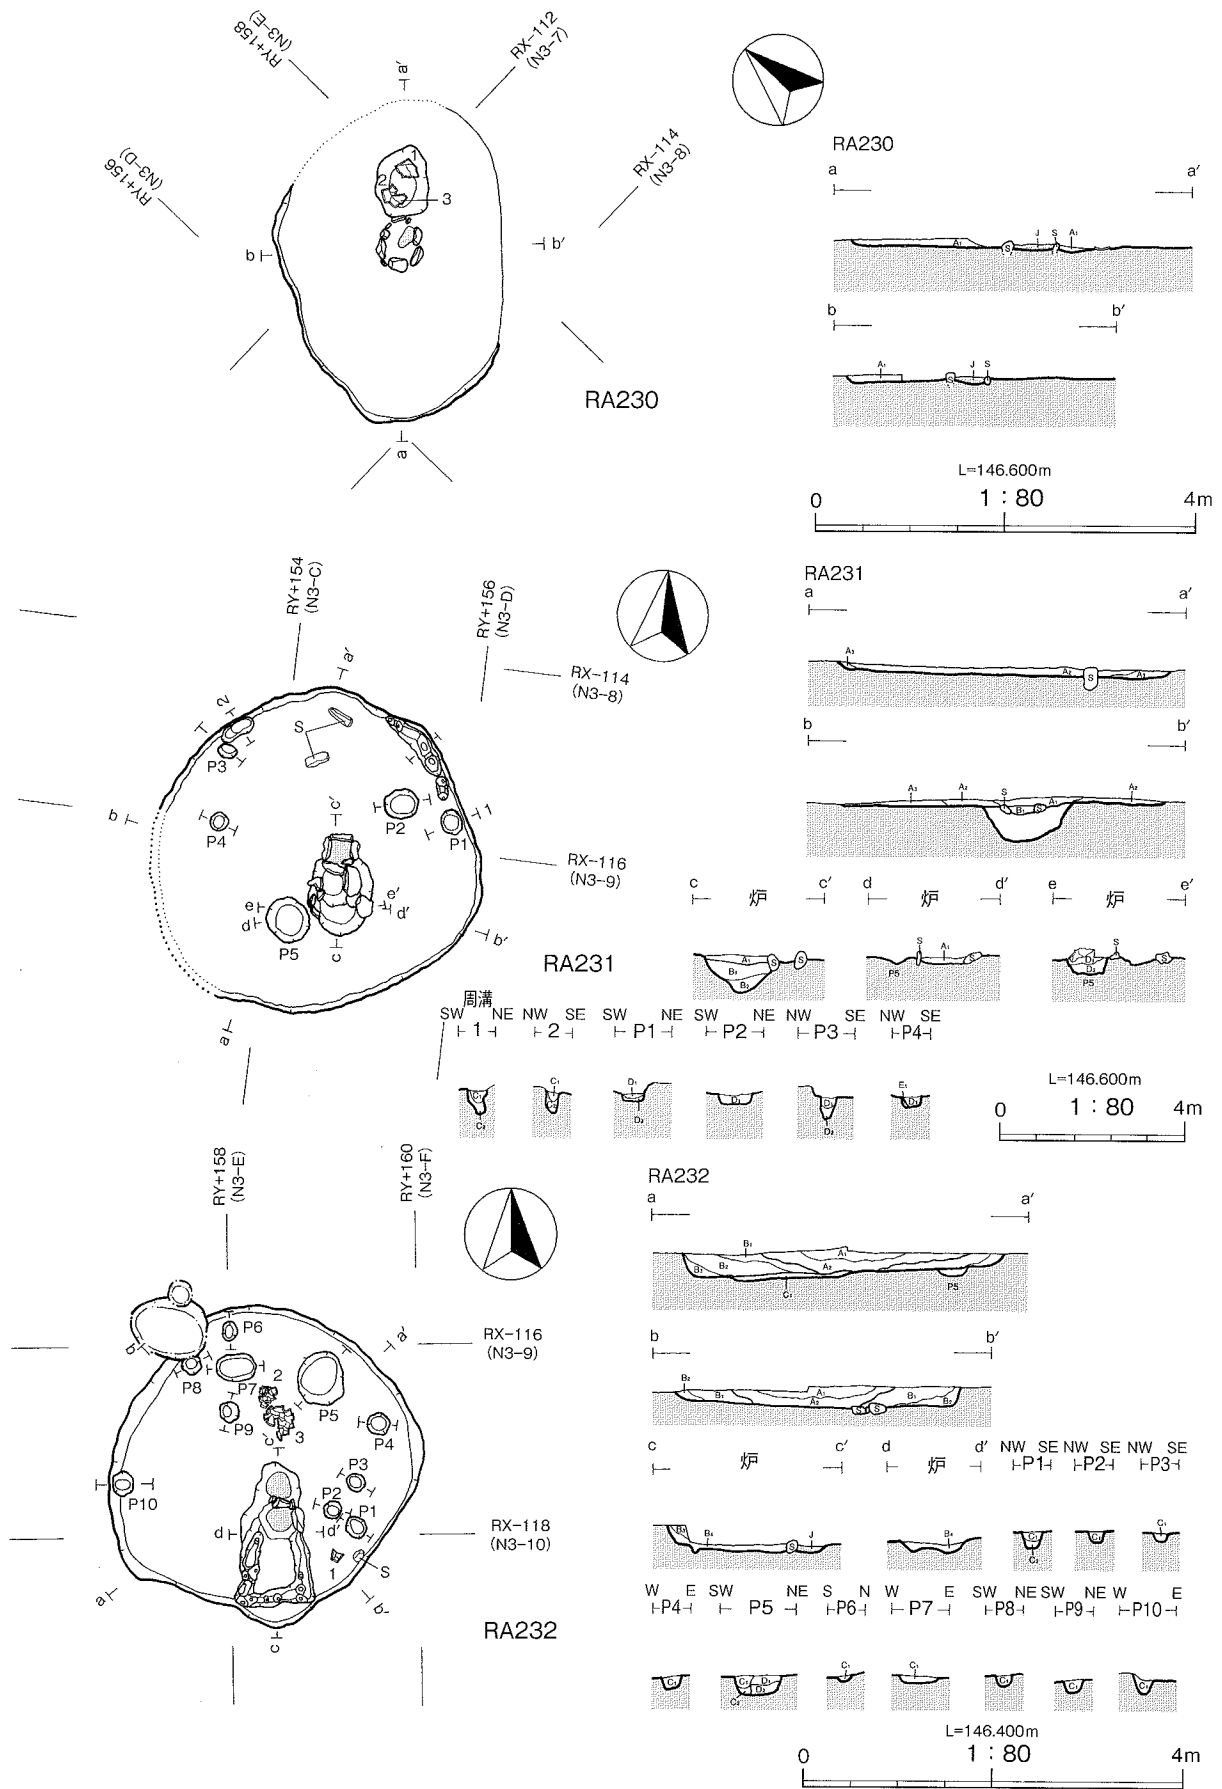 RY+158
(N3-E)
RX-112
(N3-7)
RY+156
(N3-D)
RX-114
(N3-8)
a'
1
2
3
b
b'
a
RA230
RA230
a
a'
A₁
S
J
S
A₁
b
b'
A₁
S
J
S
L=146.600m
0
1：80
4m
RY+154
(N3-C)
RY+156
(N3-D)
RX-114
(N3-8)
RX-116
(N3-9)
a'
2
S
P3
P4
P2
P1
1
b
c'
e
e'
d
d'
P5
c
b'
a
RA231
RA231
a
a'
A₃
A₂
S
A₃
b
b'
A₃
A₂
S
B₁
S
A₁
A₂
c 炉 c'
d 炉 d'
e 炉 e'
A₁
B₁
B₂
S
S
P5
S
A₁
S
D₁
D₂
P5
S
S
周溝
SW NE NW SE SW NE SW NE NW SE NW SE
1 2 P1 P2 P3 P4
C₁
C₂
C₁
C₂
D₁
D₂
D₁
D₁
D₂
E₁
D₁
L=146.600m
0
1：80
4m
RY+158
(N3-E)
RY+160
(N3-F)
RX-116
(N3-9)
RX-118
(N3-10)
b
P6
a'
P8
P7
2
P5
P9
3
P4
c'
P3
P10
P2
P1
d
d'
1
S
a
b'
c
RA232
RA232
a
a'
B₁
A₁
B₂
B₂
A₂
C₁
P5
b
b'
B₂
B₁
A₁
A₂
S
S
B₁
B₂
c 炉 c'
d 炉 d'
NW SE NW SE NW SE
P1 P2 P3
B₃
B₄
S
J
B₄
C₁
C₂
C₁
C₁
W E SW NE S N W E SW NE SW NE W E
P4 P5 P6 P7 P8 P9 P10
C₁
C₁
C₂
D₁
D₂
C₁
C₁
C₁
C₁
C₁
L=146.400m
0
1：80
4m